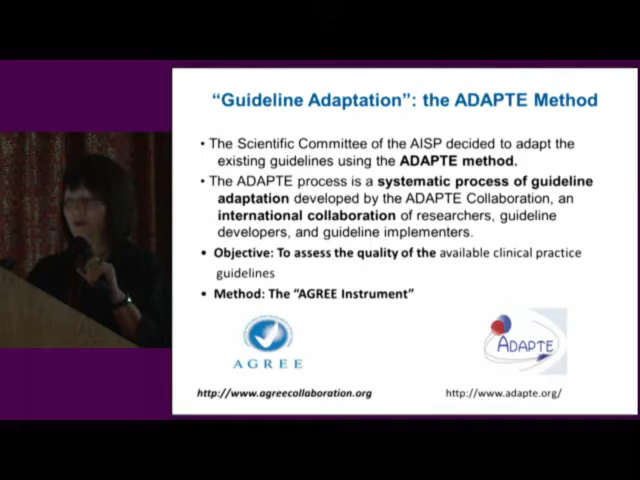 “Guideline Adaptation”: the ADAPTE Method
• The Scientific Committee of the AISP decided to adapt the
existing guidelines using the ADAPTE method.
• The ADAPTE process is a systematic process of guideline
adaptation developed by the ADAPTE Collaboration, an
international collaboration of researchers, guideline
developers, and guideline implementers.
• Objective: To assess the quality of the available clinical practice
guidelines
• Method: The “AGREE Instrument”
AGREE
ADAPTE
http://www.agreecollaboration.org
http://www.adapte.org/